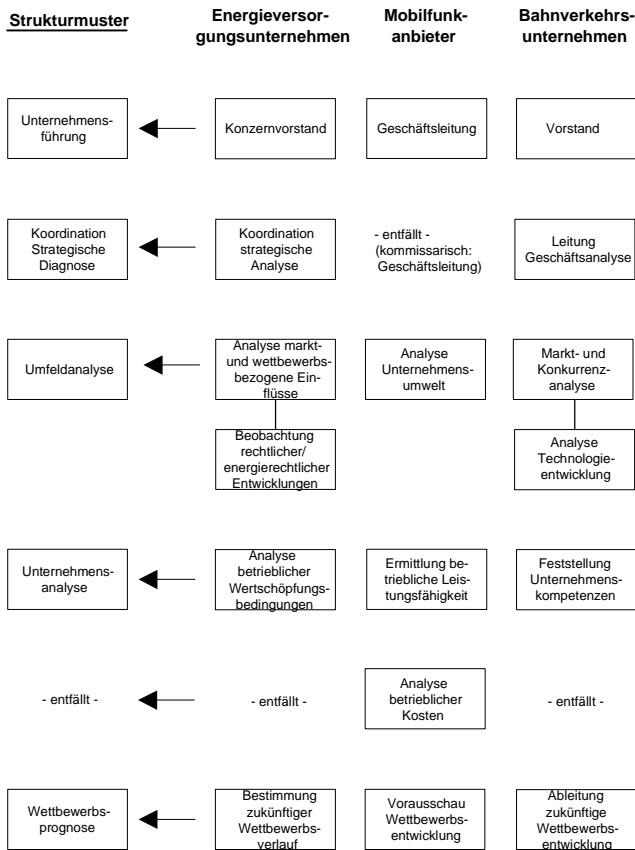 Strukturmuster
Energieversor-
gungsunternehmen
Mobilfunk-
anbieter
Bahnverkehrs-
unternehmen
Unternehmens-
führung
Konzernvorstand
Geschäftsleitung
Vorstand
Koordination
Strategische
Diagnose
Koordination
strategische
Analyse
- entfällt -
(kommissarisch:
Geschäftsleitung)
Leitung
Geschäftsanalyse
Umfeldanalyse
Analyse markt-
und wettbewerbs-
bezogene Ein-
flüsse
Analyse
Unternehmens-
umwelt
Markt- und
Konkurrenz-
analyse
Beobachtung
rechtlicher/
energierechtlicher
Entwicklungen
Analyse
Technologie-
entwicklung
Unternehmens-
analyse
Analyse
betrieblicher
Wertschöpfungs-
bedingungen
Ermittlung be-
triebliche Leis-
tungsfähigkeit
Feststellung
Unternehmens-
kompetenzen
- entfällt -
- entfällt -
Analyse
betrieblicher
Kosten
- entfällt -
Wettbewerbs-
prognose
Bestimmung
zukünftiger
Wettbewerbs-
verlauf
Vorausschau
Wettbewerbs-
entwicklung
Ableitung
zukünftige
Wettbewerbs-
entwicklung